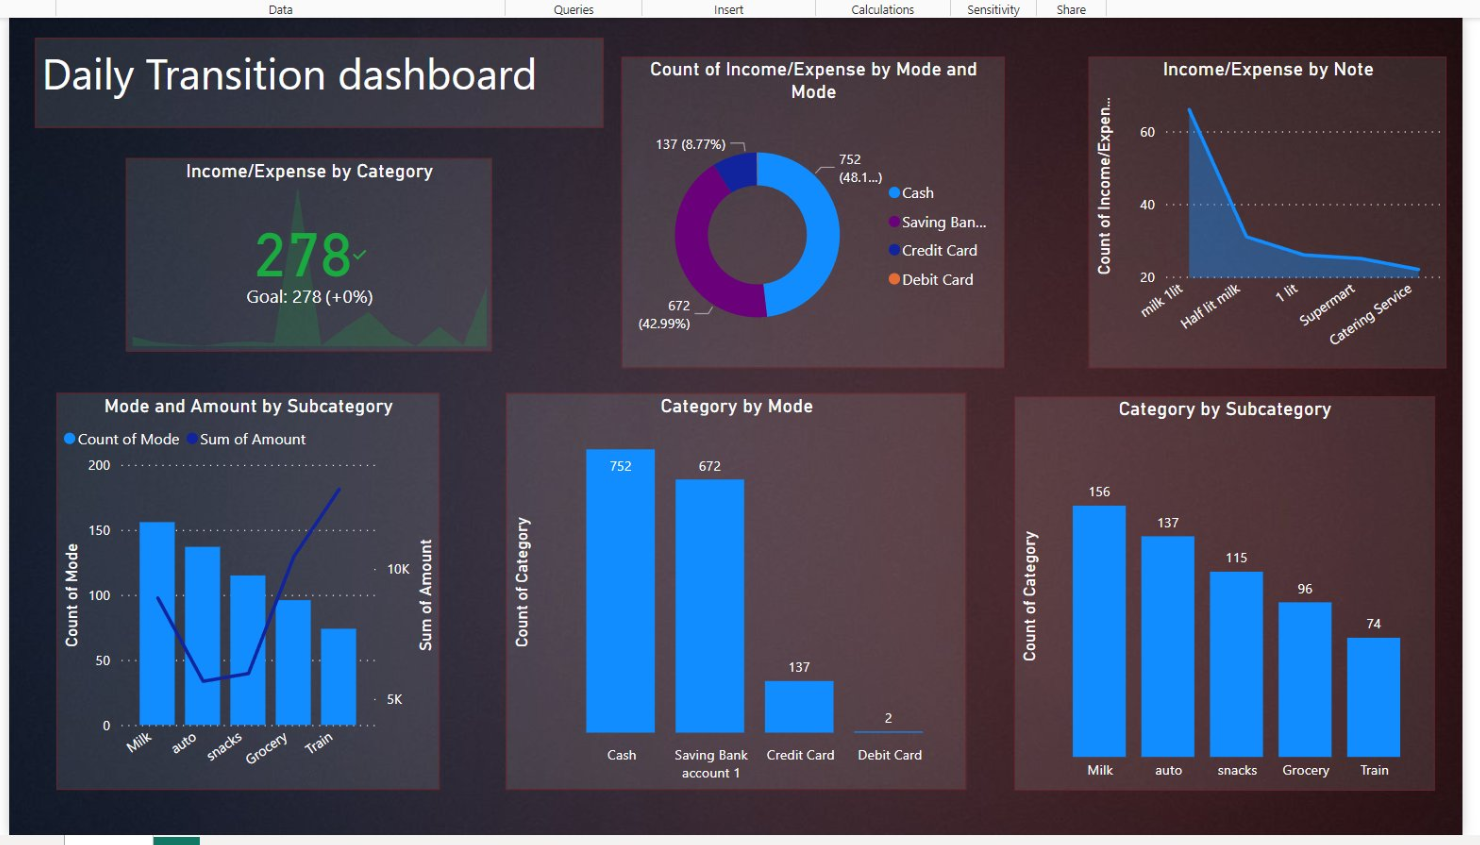 Data
Queries
Insert
Calculations
Sensitivity
Share
Daily Transition dashboard
Income/Expense by Category
278
Goal: 278 (+0%)
Count of Income/Expense by Mode and
Mode
137 (8.77%)
752
(48.1...)
672
(42.99%)
Cash
Saving Ban...
Credit Card
Debit Card
Income/Expense by Note
Count of Income/Expen...
60
40
20
milk 1lit
Half lit milk
1 lit
Supermart
Catering Service
Mode and Amount by Subcategory
Count of Mode
Sum of Amount
Count of Mode
200
150
100
50
0
10K
5K
Sum of Amount
Milk
auto
snacks
Grocery
Train
Category by Mode
Count of Category
752
672
137
2
Cash
Saving Bank
account 1
Credit Card
Debit Card
Category by Subcategory
Count of Category
156
137
115
96
74
Milk
auto
snacks
Grocery
Train